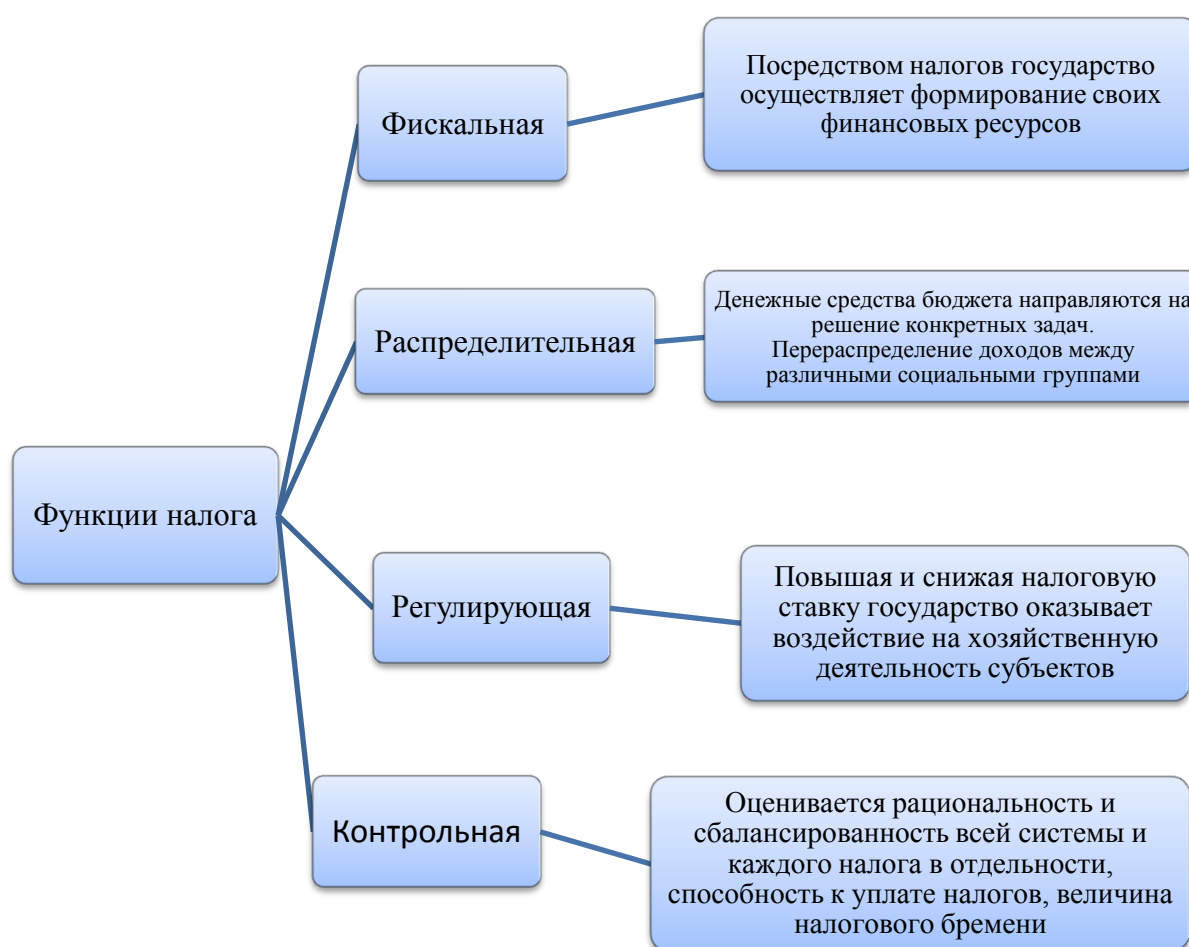 Функции налога
Фискальная
Посредством налогов государство
осуществляет формирование своих
финансовых ресурсов
Распределительная
Денежные средства бюджета направляются на
решение конкретных задач.
Перераспределение доходов между
различными социальными группами
Регулирующая
Повышая и снижая налоговую
ставку государство оказывает
воздействие на хозяйственную
деятельность субъектов
Контрольная
Оценивается рациональность и
сбалансированность всей системы и
каждого налога в отдельности,
способность к уплате налогов, величина
налогового бремени